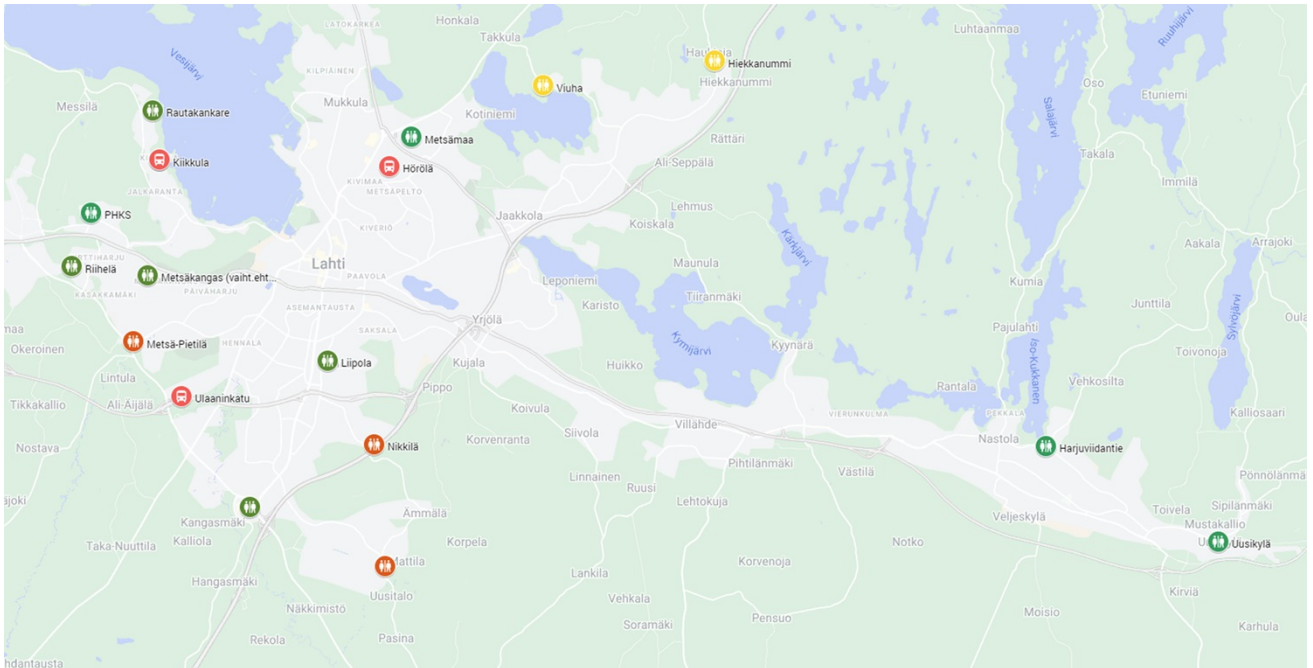 LATOKARTEA
Honkala
Takkula
Luhtaanmaa
Ruuhijärvi
Vesijärvi
Hiekkanummi
Hiekkanummi
KILPIÄINEN
Oso
Viuha
Etuniemi
Messilä
Mukkula
Rautakankare
Kotiniemi
Salajärvi
Metsämaa
Rättäri
Takala
Kiikkula
Hörölä
Ali-Seppälä
KIVIMAA
Immilä
JALKARANTA
METSÄPELTO
Lehmus
PHKS
Jaakkola
Koiskala
KIVERIÖ
Kärkjärvi
Aakala
Arrajoki
Lahti
Maunula
Riihelä
Metsäkangas (vaiht.eht...
PAAVOLA
Leponiemi
Kumia
KASAKKAMÄKI
PÄIVÄHARJU
Tiiranmäki
Karisto
Junttila
ASEMANTAUSTA
Sylvöjärvi
Oula
Yrjölä
Pajulahti
maa
SAKSALA
Kymijärvi
Kyynärä
Metsä-Pietilä
HENNALA
Iso-Kukkanen
Okeroinen
Toivonoja
Liipola
Kujala
Huikko
Lintula
Vehkosilta
Pippo
Rantala
Ulaaninkatu
Tikkakallio
Ali-Äijälä
Koivula
VIERUNKULMA
PEKKALA
Kalliosaari
Villähde
Siivola
Nastola
Nostava
Nikkilä
Korvenranta
Harjuviidantie
Pihtilänmäki
Västilä
Linnainen
Pönnölänmä
Ruusi
ajoki
Lehtokuja
Ämmälä
Toivela
Sipilänmäki
Kangasmäki
Veljeskylä
Mustakallio
Kalliola
Taka-Nuuttila
Korpela
Notko
Uusikylä
Mattila
Korvenoja
Lankila
Hangasmäki
Kirviä
Uusitalo
Vehkala
Näkkimistö
Moisio
Pensuo
Soramäki
Karhula
Rekola
Pasina
hdantausta